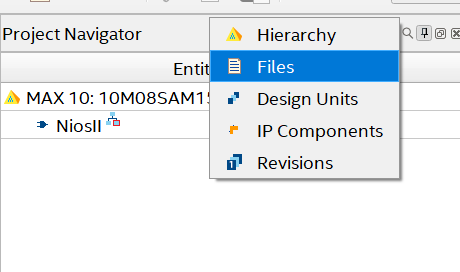 Project Navigator
Hierarchy
Files
Design Units
IP Components
Revisions
Entit
MAX 10: 10M08SAM15
NiosII